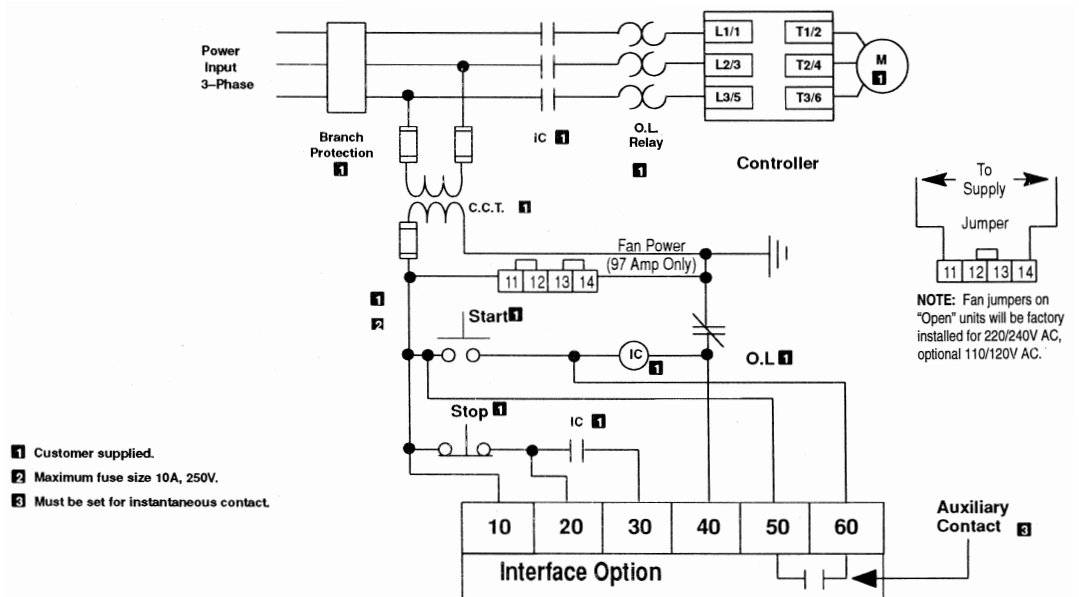 Power
Input
3–Phase
L1/1
L2/3
L3/5
T1/2
T2/4
T3/6
M
1
Branch
Protection
1
IC 1
O.L.
Relay
1
Controller
C.C.T. 1
Fan Power
(97 Amp Only)
11 12 13 14
1
2
Start 1
IC
1
O.L 1
To
Supply
Jumper
11 12 13 14
NOTE: Fan jumpers on
“Open” units will be factory
installed for 220/240V AC,
optional 110/120V AC.
Stop 1
IC 1
1 Customer supplied.
2 Maximum fuse size 10A, 250V.
3 Must be set for instantaneous contact.
10 20 30 40 50 60
Interface Option
Auxiliary
Contact 3